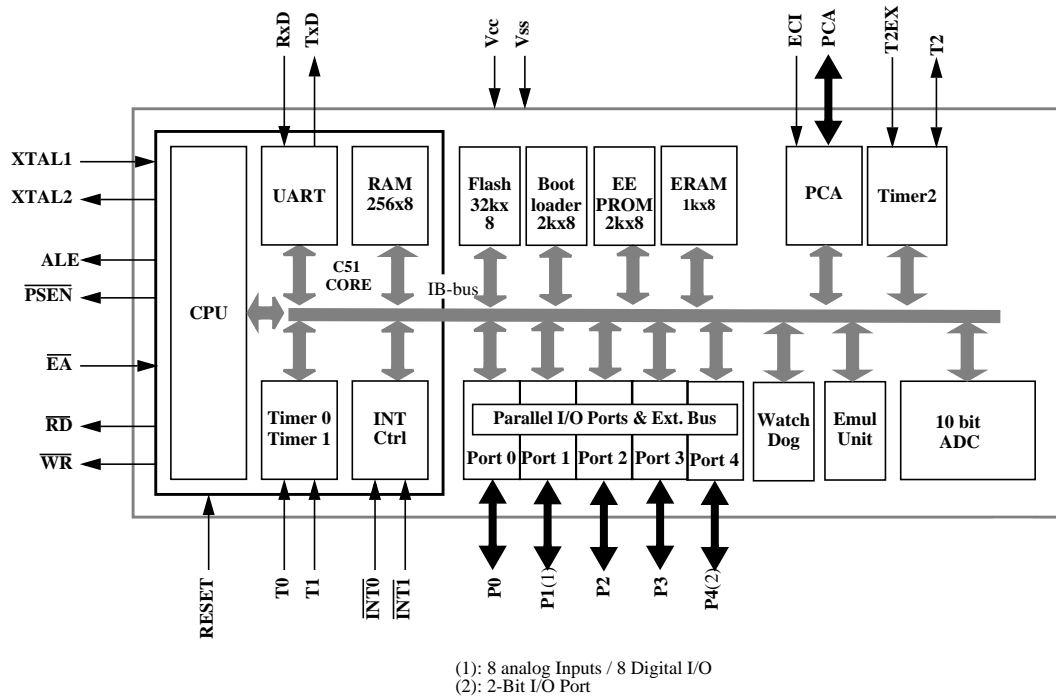 RxD
TxD
Vcc
Vss
ECI
PCA
T2EX
T2
XTAL1
XTAL2
ALE
PSEN
EA
RD
WR
CPU
UART
RAM
256x8
C51
CORE
IB-bus
Flash
32kx
8
Boot
loader
2kx8
EE
PROM
2kx8
ERAM
1kx8
PCA
Timer2
Timer 0
Timer 1
INT
Ctrl
Parallel I/O Ports & Ext. Bus
Port 0
Port 1
Port 2
Port 3
Port 4
Watch
Dog
Emul
Unit
10 bit
ADC
RESET
T0
T1
INT0
INT1
P0
P1(1)
P2
P3
P4(2)
(1): 8 analog Inputs / 8 Digital I/O
(2): 2-Bit I/O Port